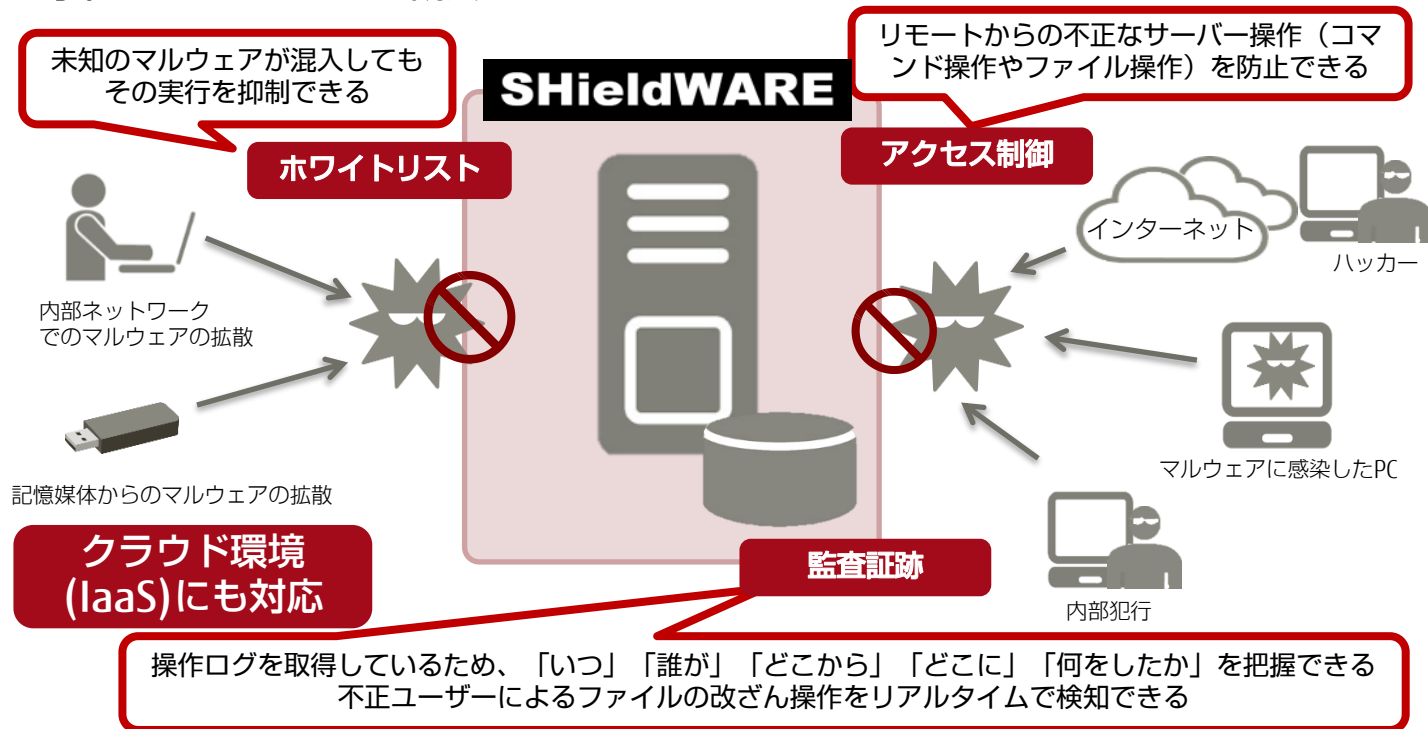 未知のマルウェアが混入しても
その実行を抑制できる
SHieldWARE
リモートからの不正なサーバー操作（コマ
ンド操作やファイル操作）を防止できる
ホワイトリスト
アクセス制御
インターネット
ハッカー
内部ネットワーク
でのマルウェアの拡散
マルウェアに感染したPC
記憶媒体からのマルウェアの拡散
クラウド環境
(IaaS)にも対応
監査証跡
内部犯行
操作ログを取得しているため、「いつ」「誰が」「どこから」「どこに」「何をしたか」を把握できる
不正ユーザーによるファイルの改ざん操作をリアルタイムで検知できる